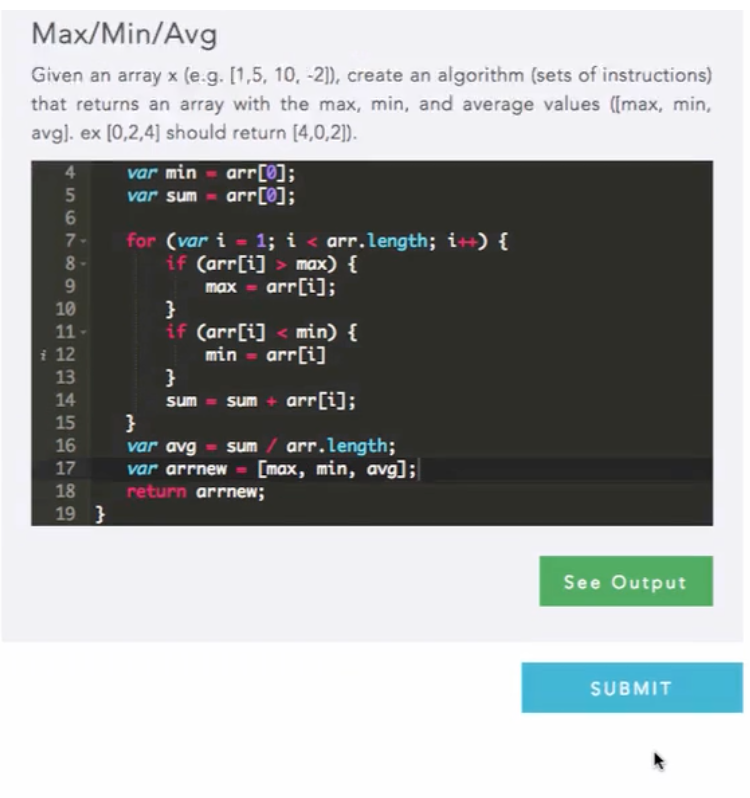 Max/Min/Avg
Given an array x (e.g. [1,5, 10, -2]), create an algorithm (sets of instructions)
that returns an array with the max, min, and average values ([max, min,
avg]. ex [0,2,4] should return [4,0,2]).
4 var min = arr[0];
5 var sum = arr[0];
6
7 for (var i = 1; i < arr.length; i++) {
8 if (arr[i] > max) {
9 max = arr[i];
10 }
11 if (arr[i] < min) {
i 12 min = arr[i]
13 }
14 sum = sum + arr[i];
15 }
16 var avg = sum / arr.length;
17 var arrnew = [max, min, avg];
18 return arrnew;
19 }
See Output
SUBMIT